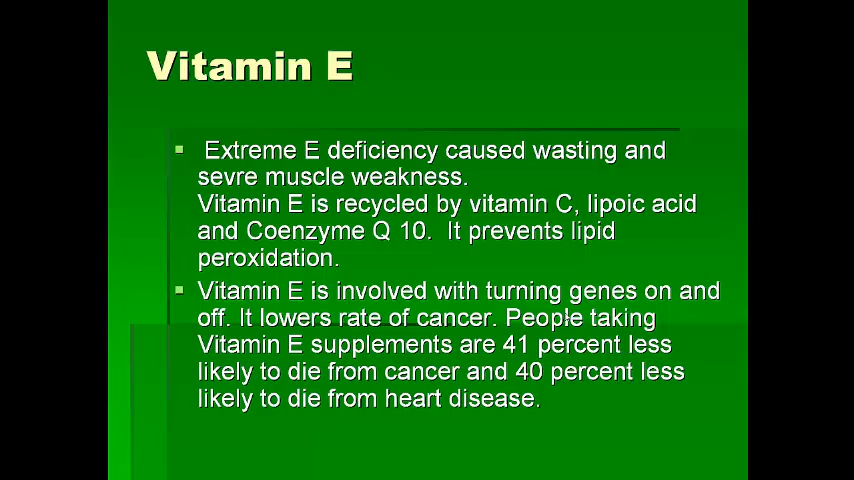 Vitamin E
Extreme E deficiency caused wasting and
sevre muscle weakness.
Vitamin E is recycled by vitamin C, lipoic acid
and Coenzyme Q 10.  It prevents lipid
peroxidation.
Vitamin E is involved with turning genes on and
off. It lowers rate of cancer. People taking
Vitamin E supplements are 41 percent less
likely to die from cancer and 40 percent less
likely to die from heart disease.